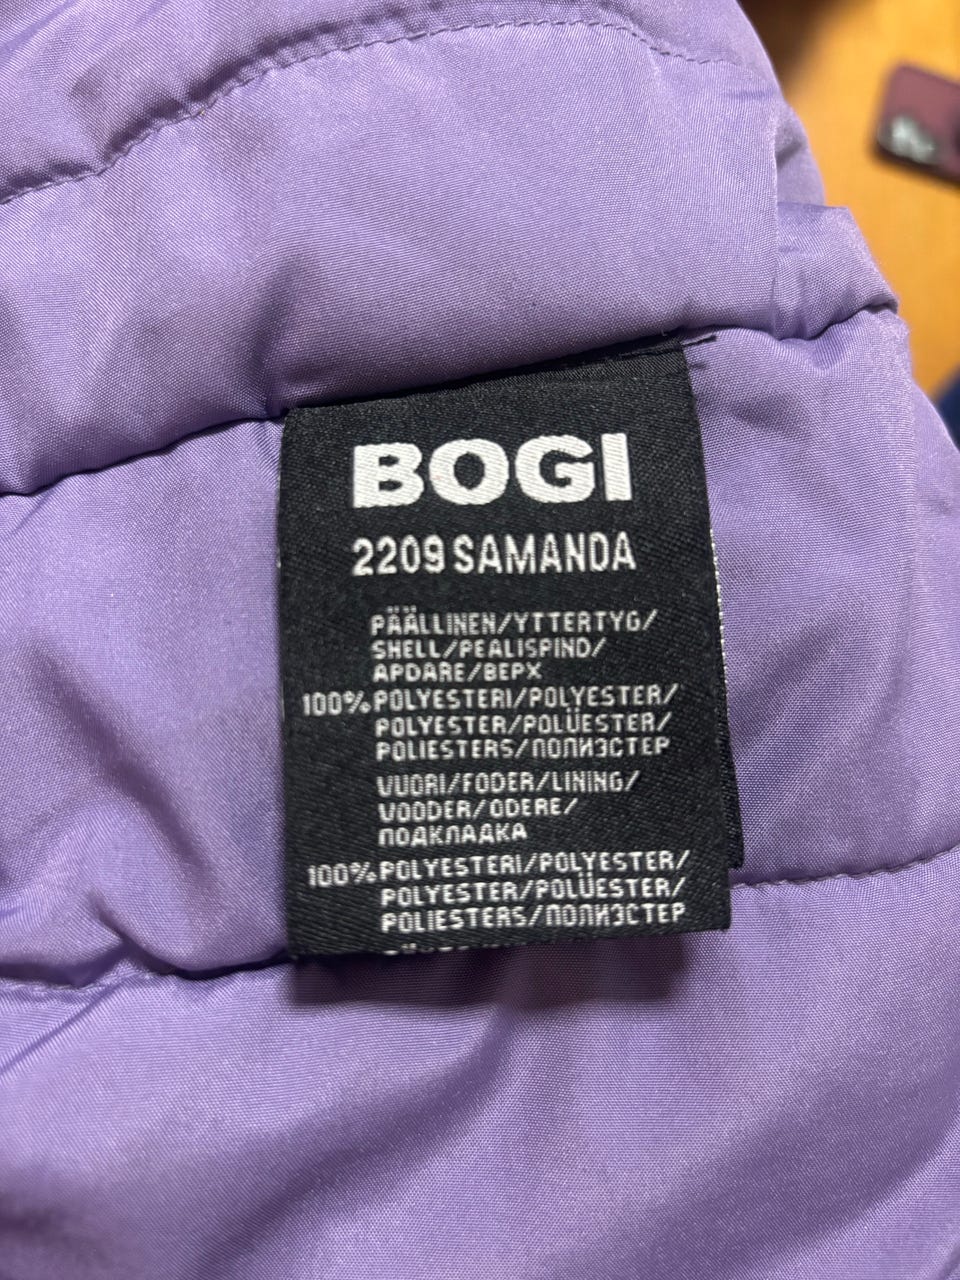 BOGI
2209 SAMANDA
PÄÄLLINEN/YTTERTYG/
SHELL/PEALISPIND/
APDARE/ВЕРХ
100% POLYESTERI/POLYESTER/
POLYESTER/POLÜESTER/
POLIESTERS/ПОЛИЭСТЕР
VUORI/FODER/LINING/
VOODER/ODERE/
ПОДКЛАДКА
100% POLYESTERI/POLYESTER/
POLYESTER/POLÜESTER/
POLIESTERS/ПОЛИЭСТЕР